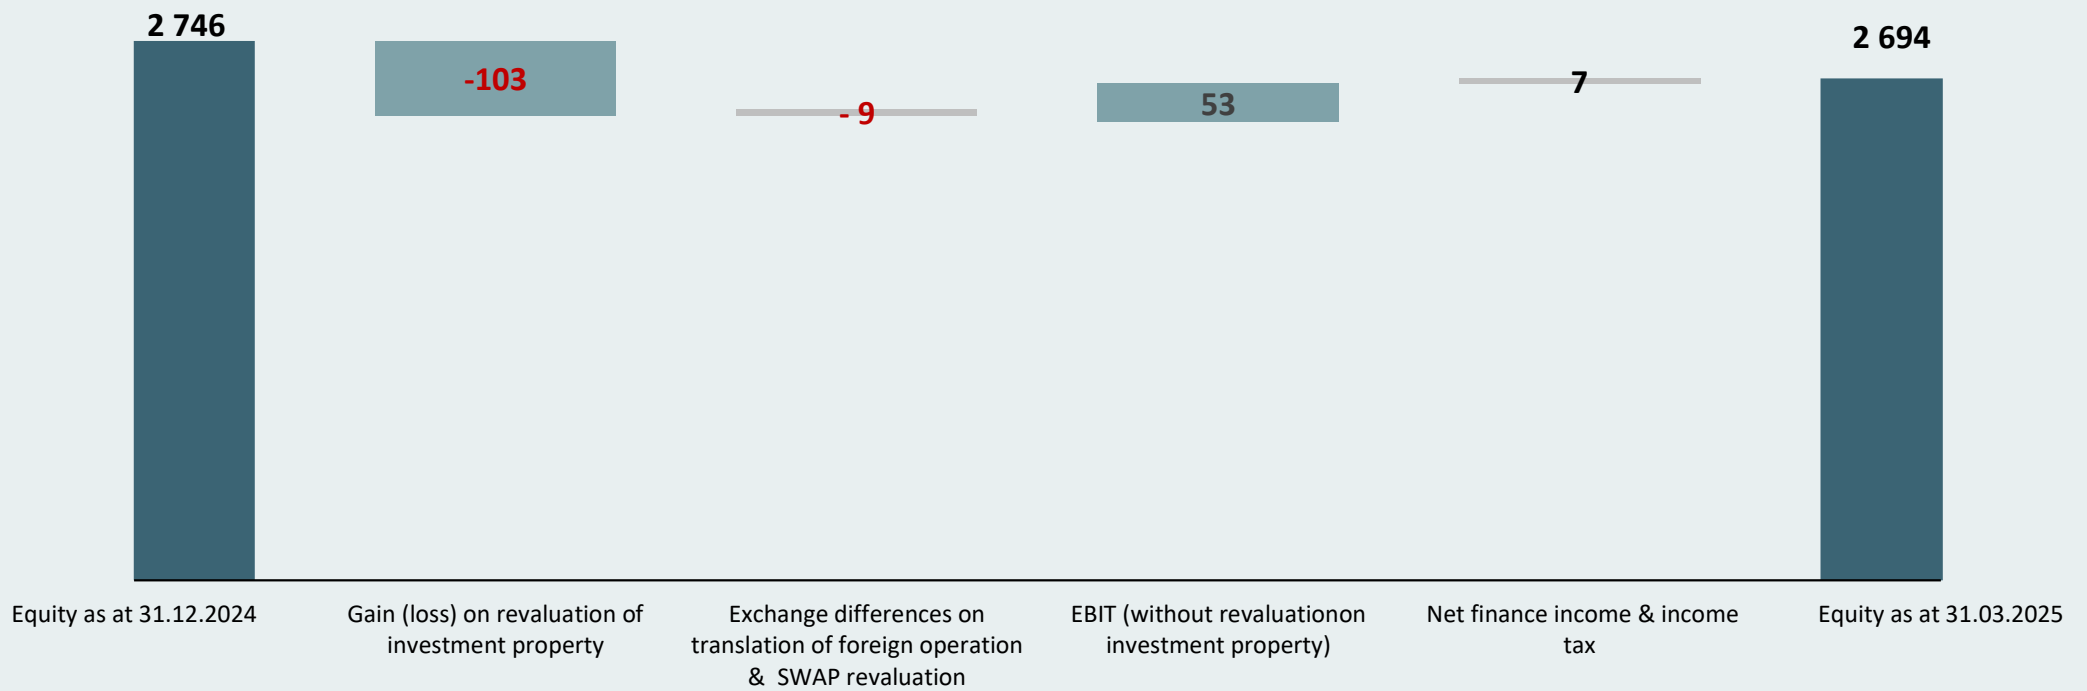 2 746
-103
- 9
53
7
2 694
Equity as at 31.12.2024
Gain (loss) on revaluation of
investment property
Exchange differences on
translation of foreign operation
&  SWAP revaluation
EBIT (without revaluationon
investment property)
Net finance income & income
tax
Equity as at 31.03.2025